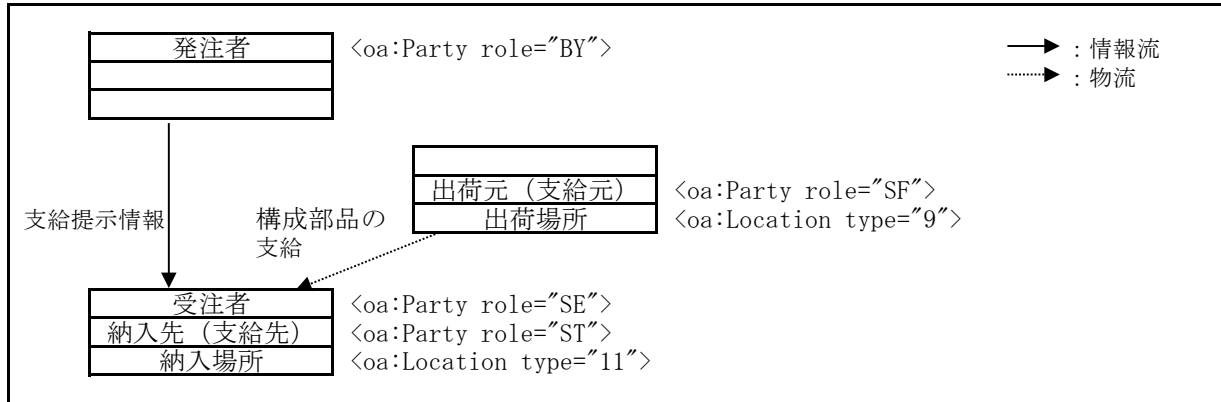 発注者 <oa:Party role="BY">
: 情報流
: 物流
出荷元（支給元） <oa:Party role="SF">
出荷場所 <oa:Location type="9">
支給提示情報
構成部品の
支給
受注者 <oa:Party role="SE">
納入先（支給先） <oa:Party role="ST">
納入場所 <oa:Location type="11">